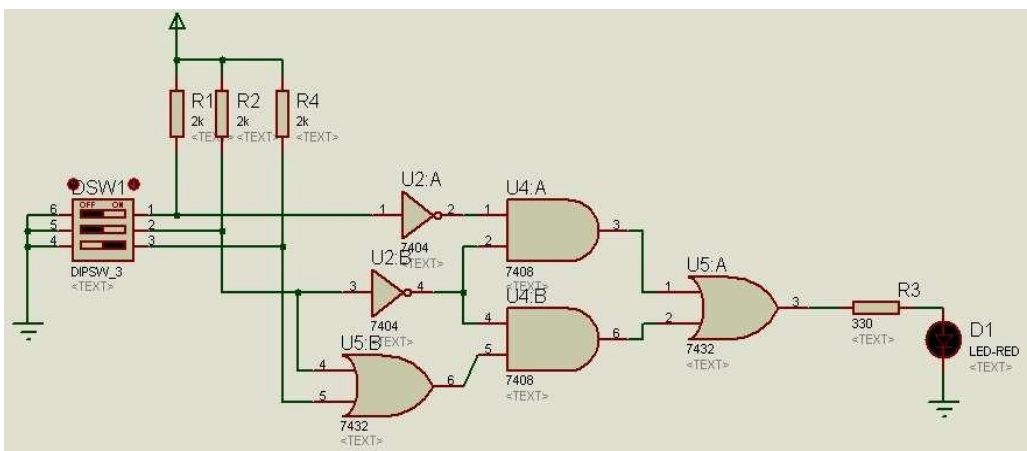 R1 R2 R4
2k 2k 2k
<TEXT> <TEXT> <TEXT>
DSW1
OFF ON
6 1
5 2
4 3
DIPSW_3
<TEXT>
U2:A
1 2
7404
<TEXT>
U2:B
3 4
7404
<TEXT>
U5:B
4
5 6
7432
<TEXT>
U4:A
1
2 3
7408
<TEXT>
U4:B
4
5 6
7408
<TEXT>
U5:A
1
2 3
7432
<TEXT>
R3
330
<TEXT>
D1
LED-RED
<TEXT>